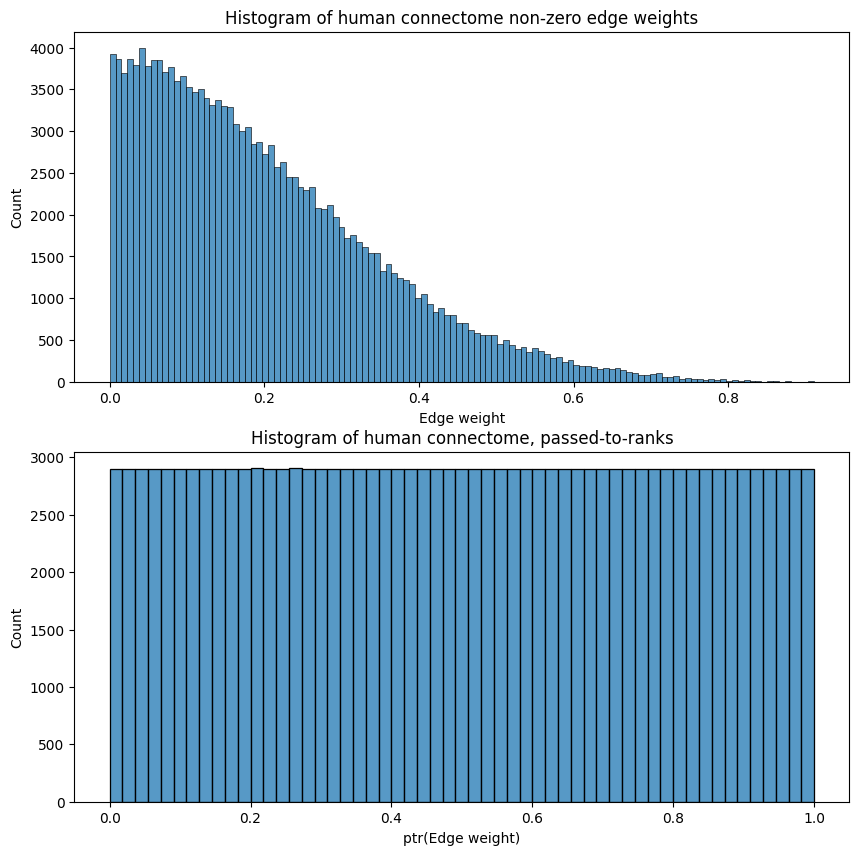 Histogram of human connectome non-zero edge weights
4000
3500
3000
2500
2000
1500
1000
500
0
Count
0.0 0.2 0.4 0.6 0.8
Edge weight
Histogram of human connectome, passed-to-ranks
3000
2500
2000
1500
1000
500
0
Count
0.0 0.2 0.4 0.6 0.8 1.0
ptr(Edge weight)